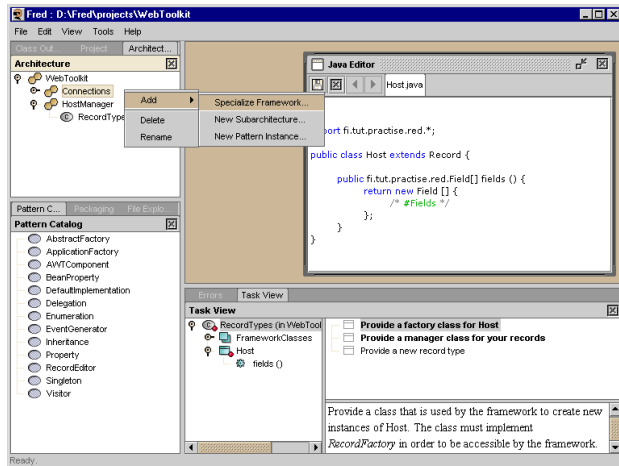 Fred : D:\Fred\projects\WebToolkit
File Edit View Tools Help
Class Out... Project Architect...
Architecture
WebToolkit
Connections
HostManager
RecordType
Add
Delete
Rename
Specialize Framework...
New Subarchitecture...
New Pattern Instance...
Java Editor
Host.java
port fi.tut.practise.red.*;
public class Host extends Record {
public fi.tut.practise.red.Field[] fields () {
return new Field [] {
/* #Fields */
};
}
}
Pattern C... Packaging File Explo...
Pattern Catalog
AbstractFactory
ApplicationFactory
AWTComponent
BeanProperty
DefaultImplementation
Delegation
Enumeration
EventGenerator
Inheritance
Property
RecordEditor
Singleton
Visitor
Errors Task View
Task View
RecordTypes (in WebTool
FrameworkClasses
Host
fields ()
Provide a factory class for Host
Provide a manager class for your records
Provide a new record type
Provide a class that is used by the framework to create new
instances of Host. The class must implement
RecordFactory in order to be accessible by the framework.
Ready.